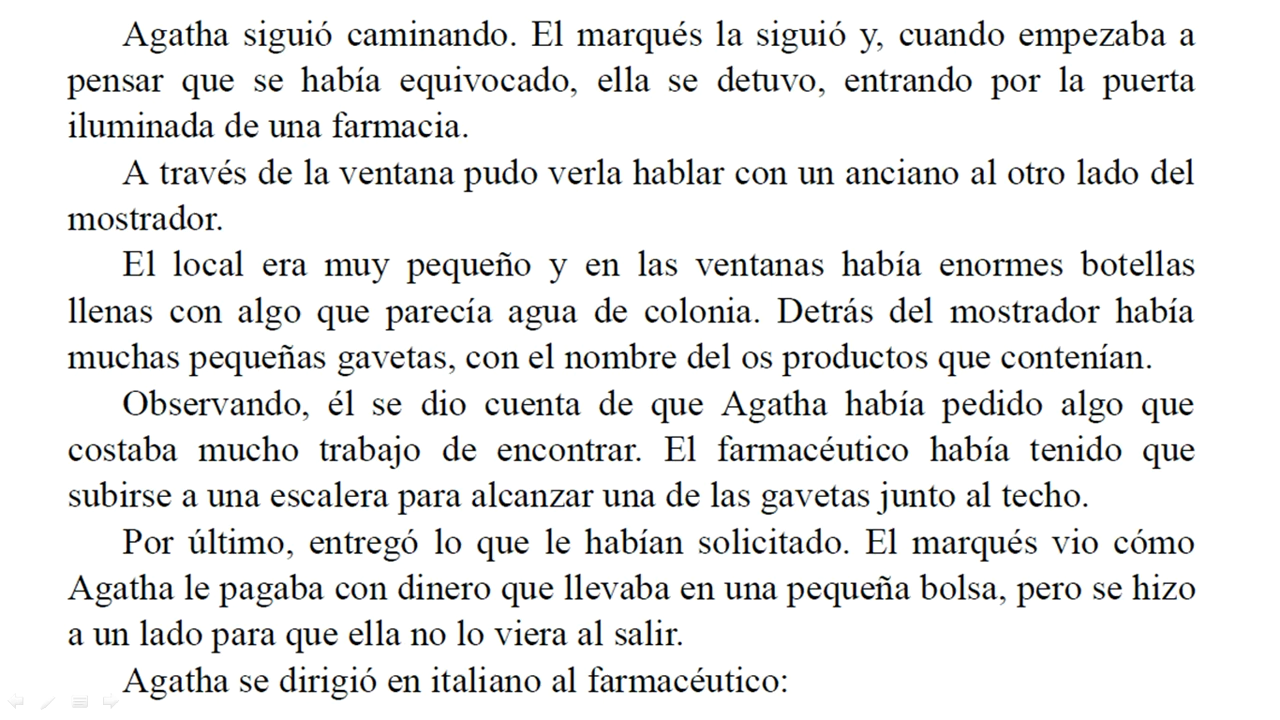 Agatha siguió caminando. El marqués la siguió y, cuando empezaba a
pensar que se había equivocado, ella se detuvo, entrando por la puerta
iluminada de una farmacia.
A través de la ventana pudo verla hablar con un anciano al otro lado del
mostrador.
El local era muy pequeño y en las ventanas había enormes botellas
llenas con algo que parecía agua de colonia. Detrás del mostrador había
muchas pequeñas gavetas, con el nombre del os productos que contenían.
Observando, él se dio cuenta de que Agatha había pedido algo que
costaba mucho trabajo de encontrar. El farmacéutico había tenido que
subirse a una escalera para alcanzar una de las gavetas junto al techo.
Por último, entregó lo que le habían solicitado. El marqués vio cómo
Agatha le pagaba con dinero que llevaba en una pequeña bolsa, pero se hizo
a un lado para que ella no lo viera al salir.
Agatha se dirigió en italiano al farmacéutico: